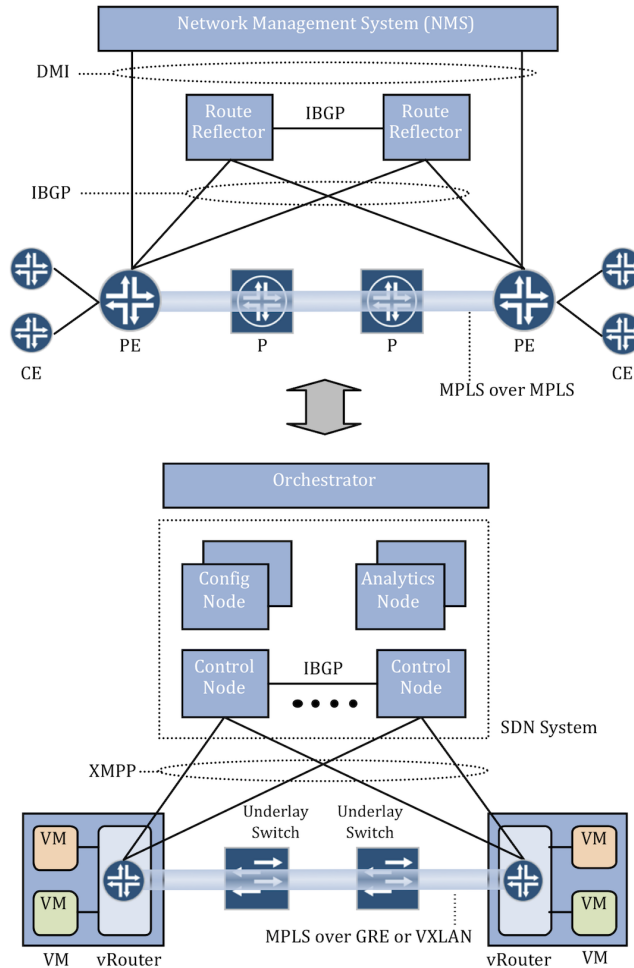 Network Management System (NMS)
DMI
Route
Reflector
IBGP
Route
Reflector
IBGP
PE
P
P
PE
CE
CE
MPLS over MPLS
Orchestrator
Config
Node
Analytics
Node
Control
Node
IBGP
Control
Node
SDN System
XMPP
Underlay
Switch
Underlay
Switch
VM
VM
VM
VM
MPLS over GRE or VXLAN
VM
vRouter
vRouter
VM